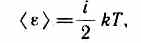 ⟨ε⟩ = i/2 kT,